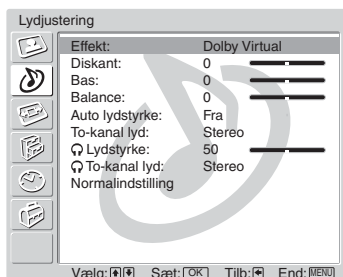 Lydjustering
Effekt: Dolby Virtual
Diskant: 0
Bas: 0
Balance: 0
Auto lydstyrke: Fra
To-kanal lyd: Stereo
Lydstyrke: 50
To-kanal lyd: Stereo
Normalindstilling
Vælg: Sæt: OK Tilb: End: MENU